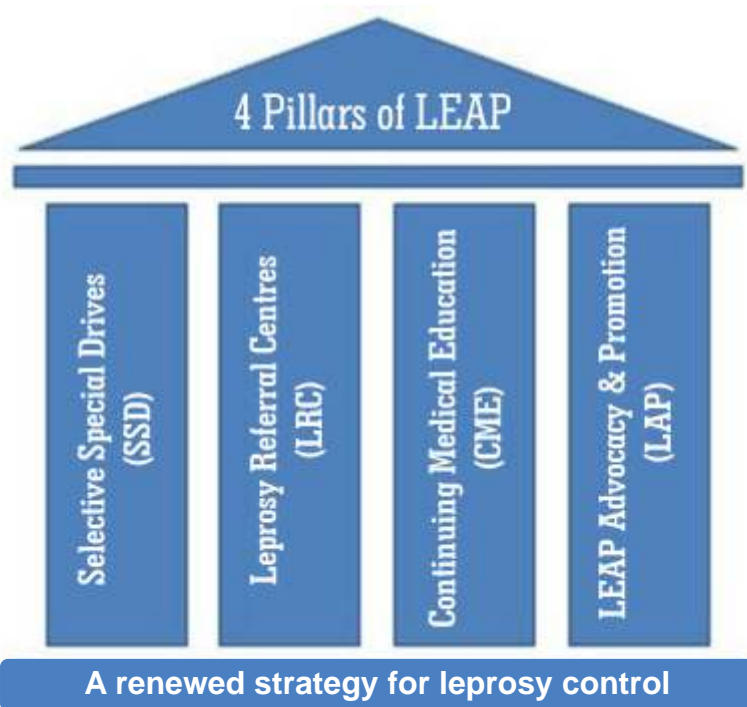 4 Pillars of LEAP
Selective Special Drives
(SSD)
Leprosy Referral Centres
(LRC)
Continuing Medical Education
(CME)
LEAP Advocacy & Promotion
(LAP)
A renewed strategy for leprosy control